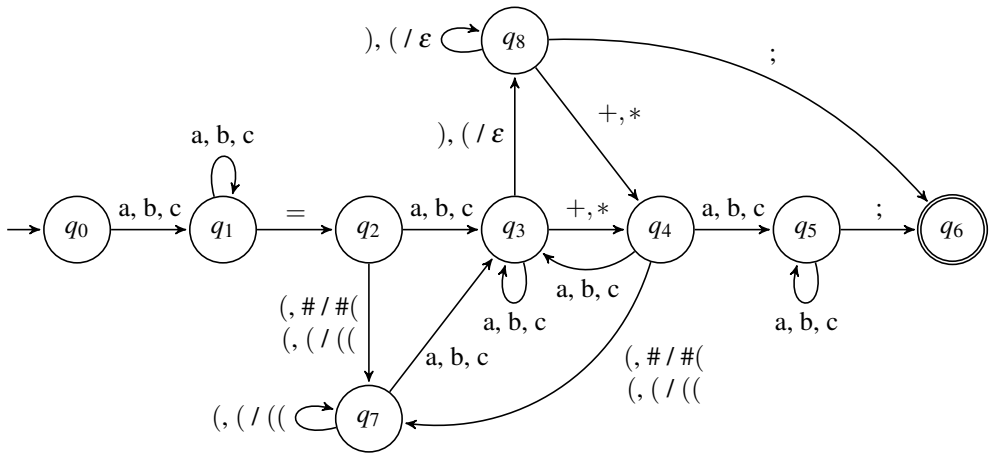 ), ( / ε
q8
;
+,∗
), ( / ε
a, b, c
q0
a, b, c
q1
=
q2
a, b, c
q3
+,∗
q4
a, b, c
q5
;
q6
a, b, c
a, b, c
a, b, c
(, # / #(
(, ( / ((
a, b, c
(, # / #(
(, ( / ((
(, ( / ((
q7